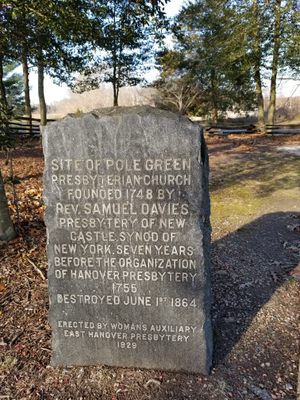 SITE OF POLE GREEN
PRESBYTERIAN CHURCH
FOUNDED 1748 BY
REV. SAMUEL DAVIES
PRESBYTERY OF NEW
CASTLE, SYNOD OF
NEW YORK, SEVEN YEARS
BEFORE THE ORGANIZATION
OF HANOVER PRESBYTERY
1755
DESTROYED JUNE 1ST 1864
ERECTED BY WOMANS AUXILIARY
EAST HANOVER PRESBYTERY
1929